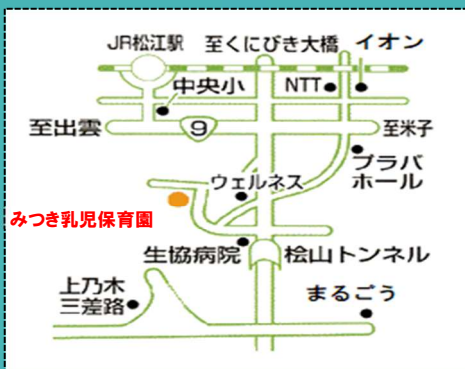 JR松江駅
至くにびき大橋
イオン
中央小
NTT
至出雲
9
至米子
プラバ
ホール
ウェルネス
みつき乳児保育園
生協病院
桧山トンネル
上乃木
三差路
まるごう